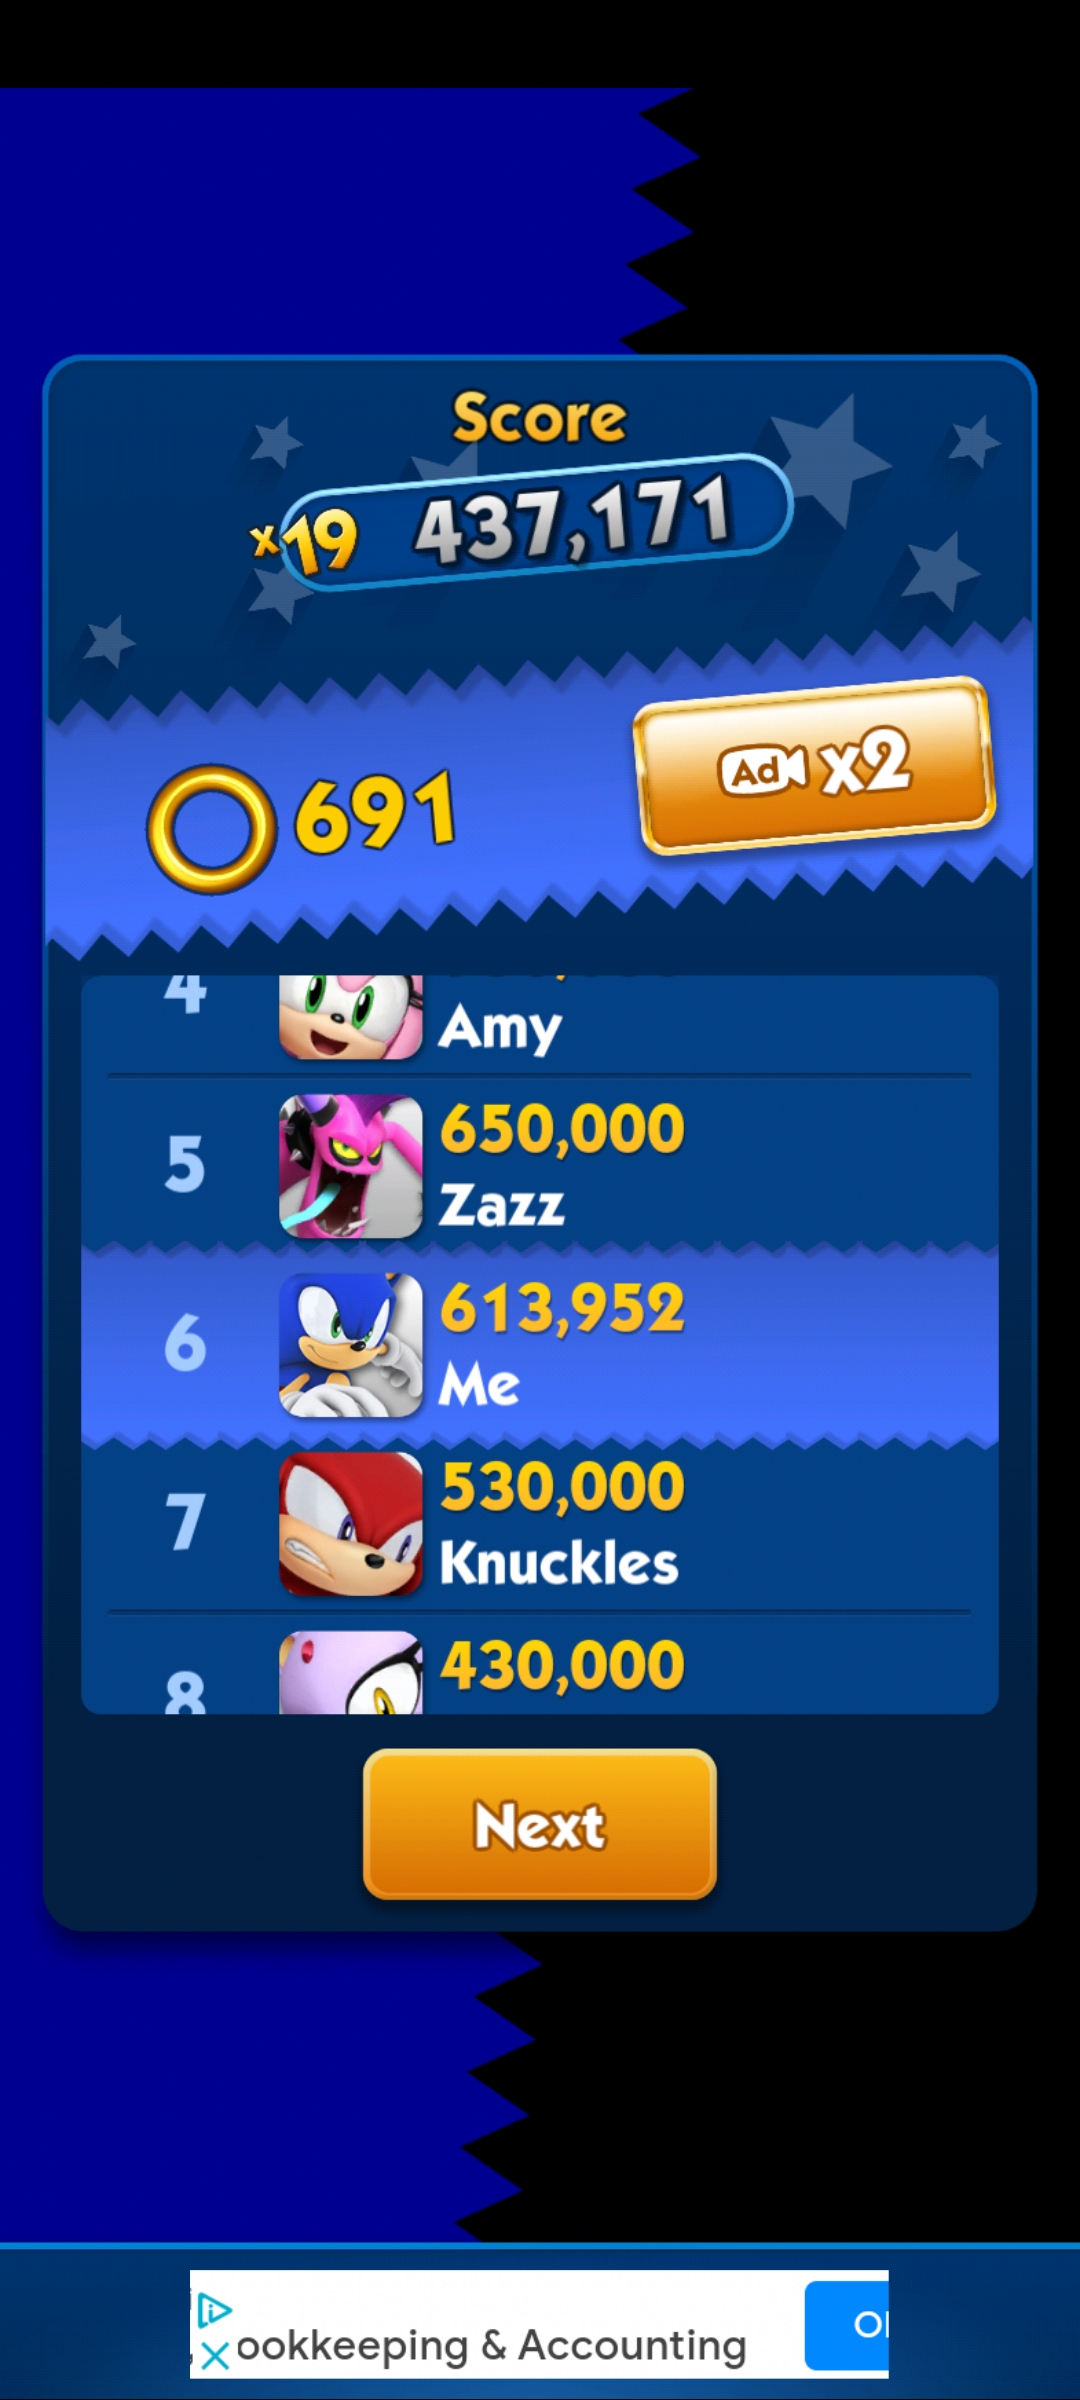 Score
x19 437,171
691
Ad x2
4
Amy
5
650,000
Zazz
6
613,952
Me
7
530,000
Knuckles
8
430,000
Next
ookkeeping & Accounting